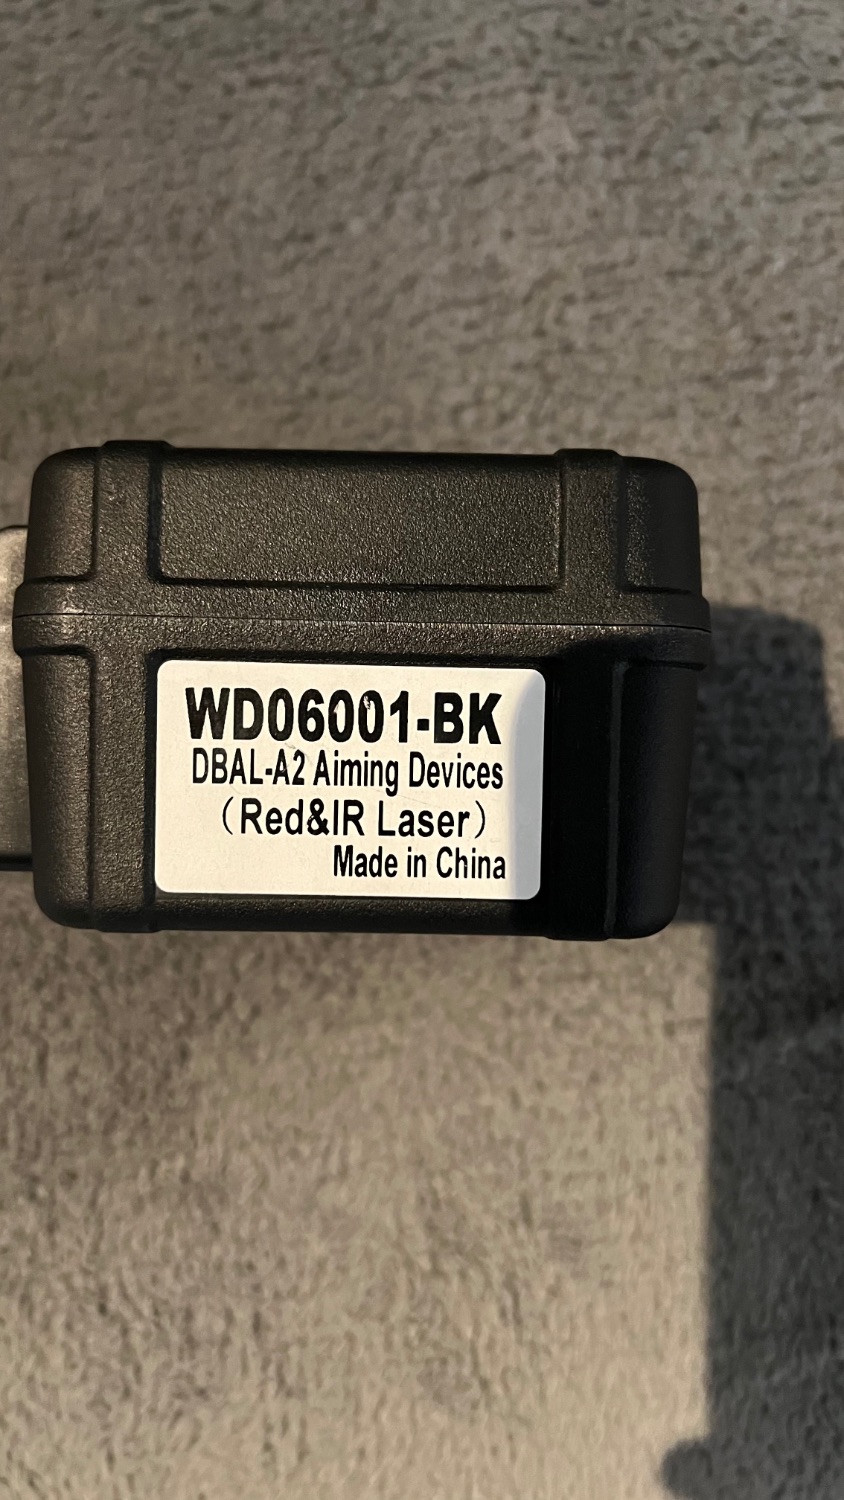 WD06001-BK
DBAL-A2 Aiming Devices
（Red&IR Laser）
Made in China